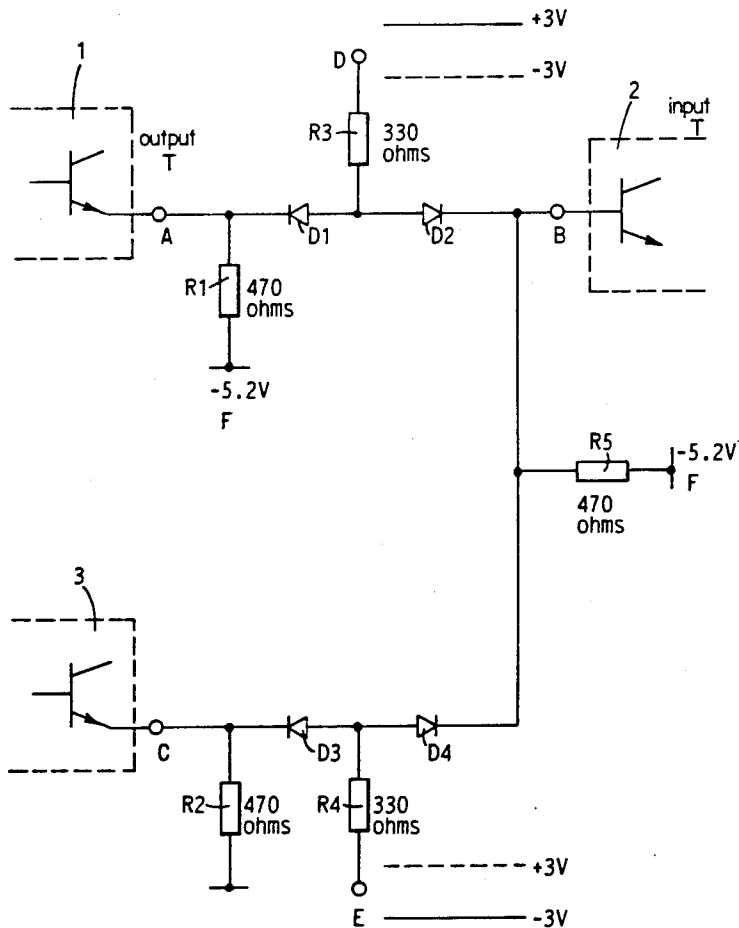 +3V
1
D
-3V
2
output
T
R3
330
ohms
input
T
A
D1
D2
B
R1
470
ohms
-5.2V
F
R5
-5.2V
F
470
ohms
3
C
D3
D4
R2
470
ohms
R4
330
ohms
+3V
E
-3V